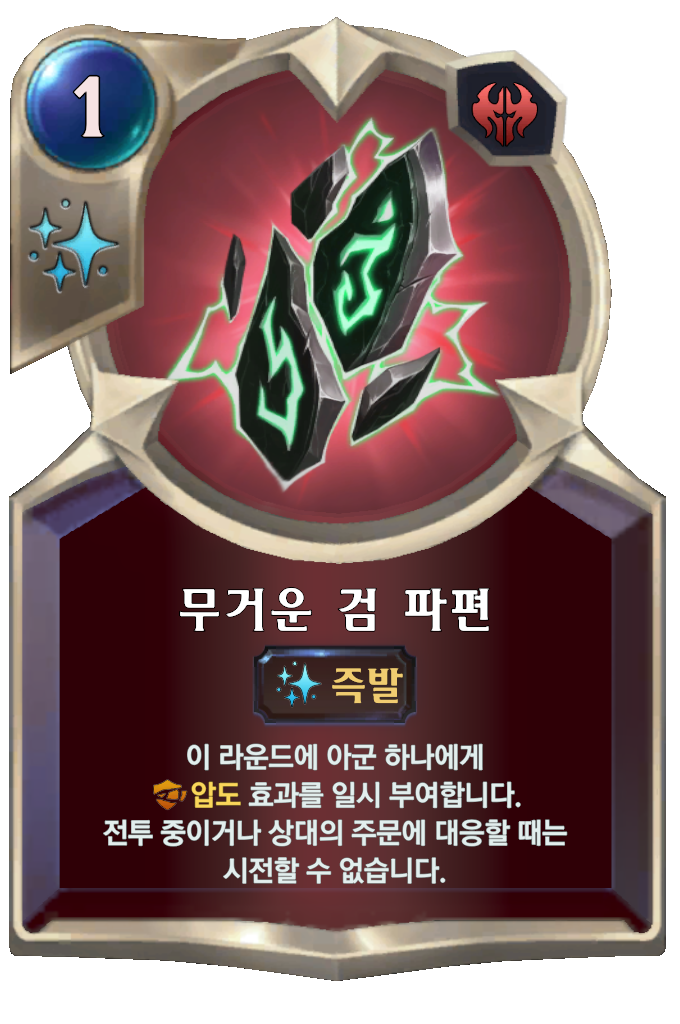 1
무거운 검 파편
즉발
이 라운드에 아군 하나에게
압도 효과를 일시 부여합니다.
전투 중이거나 상대의 주문에 대응할 때는
시전할 수 없습니다.